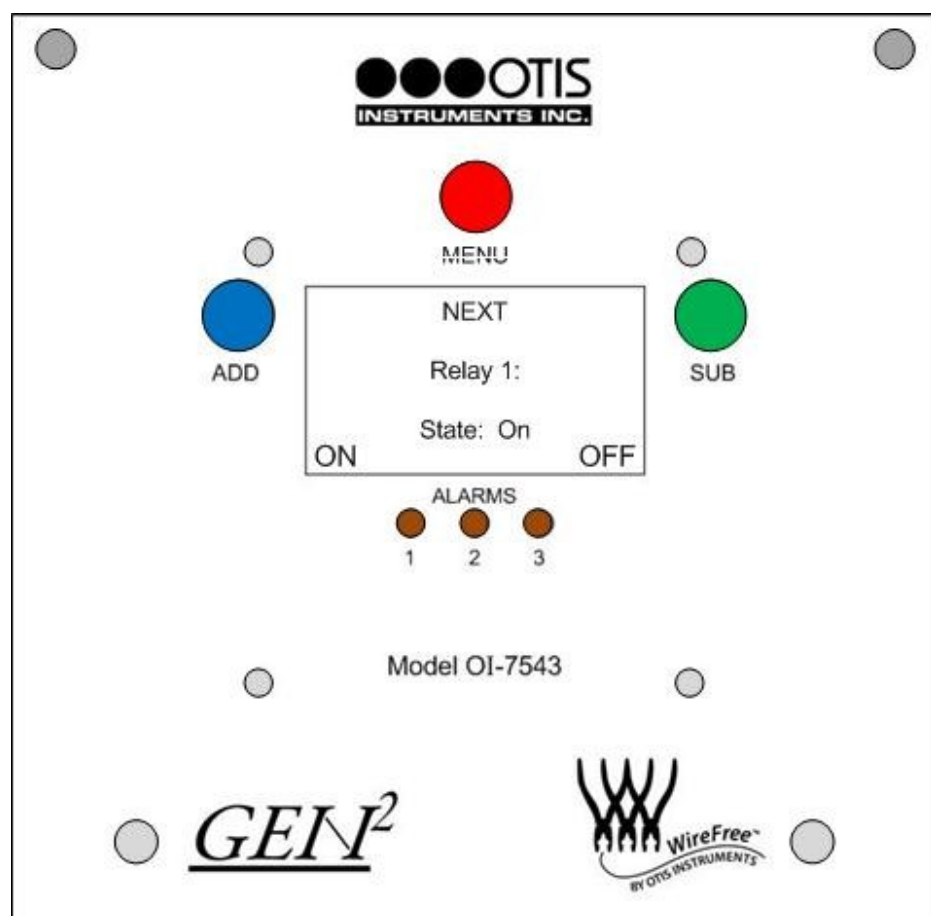 OTIS
INSTRUMENTS INC.
MENU
NEXT
ADD
Relay 1:
SUB
State: On
ON OFF
ALARMS
1 2 3
Model OI-7543
GEN²
WireFree™
BY OTIS INSTRUMENTS